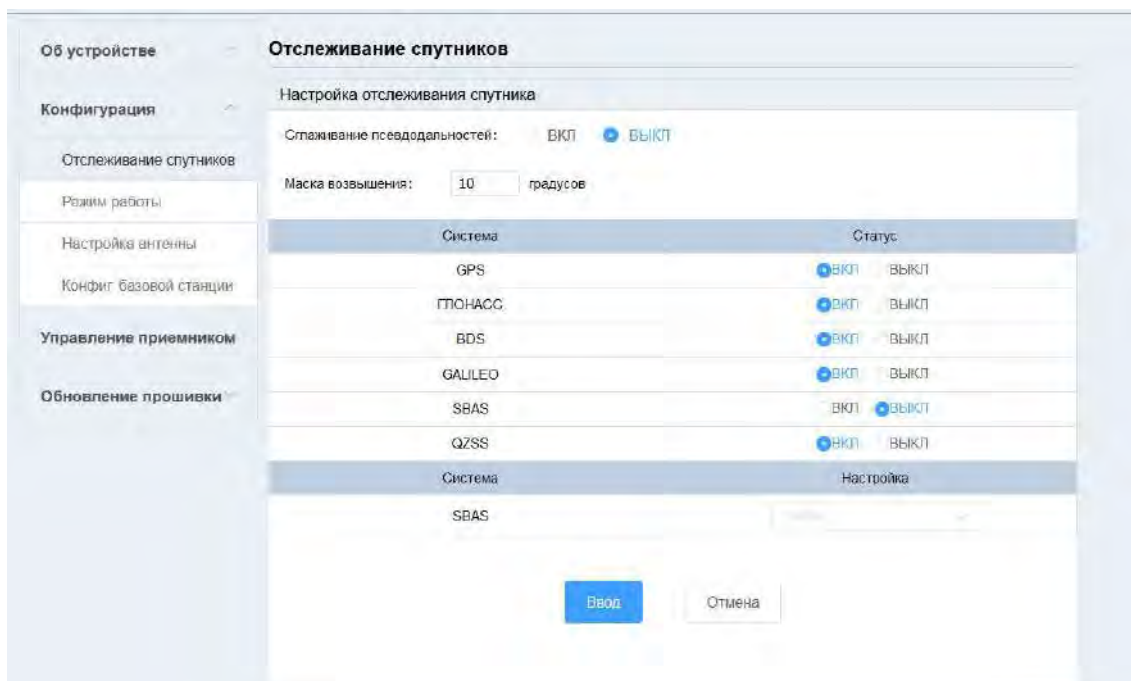 Об устройстве
Конфигурация
Отслеживание спутников
Режим работы
Настройка антенны
Конфиг базовой станции
Управление приемником
Обновление прошивки
Отслеживание спутников
Настройка отслеживания спутника
Сглаживание псевдодальностей: ВКЛ ВЫКЛ
Маска возвышения: 10 градусов
Система Статус
GPS ВКЛ ВЫКЛ
ГЛОНАСС ВКЛ ВЫКЛ
BDS ВКЛ ВЫКЛ
GALILEO ВКЛ ВЫКЛ
SBAS ВКЛ ВЫКЛ
QZSS ВКЛ ВЫКЛ
Система Настройка
SBAS
Ввод Отмена